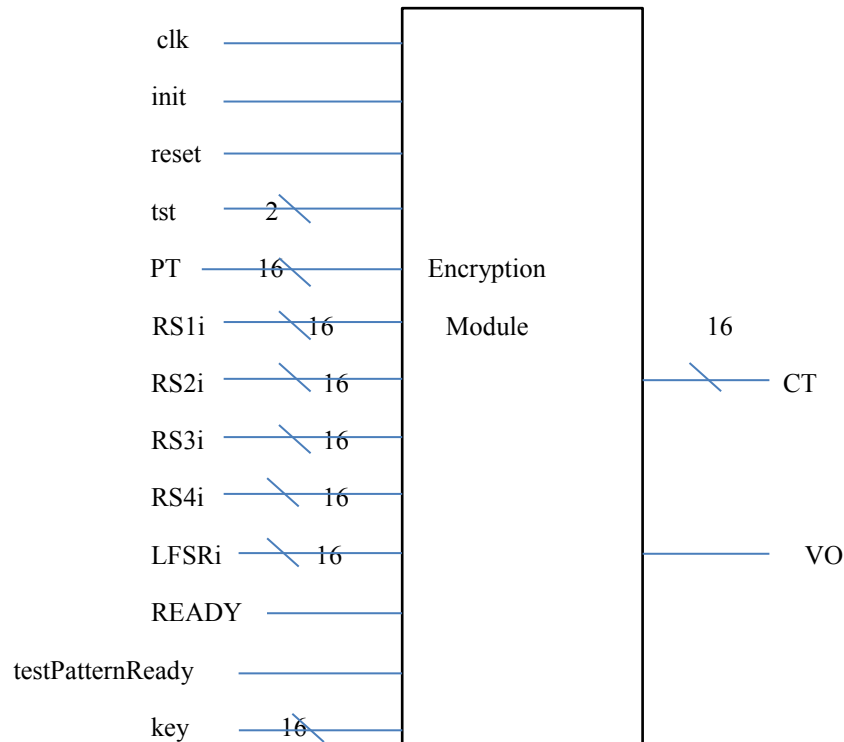 clk
init
reset
tst 2
PT 16 Encryption
RS1i 16 Module 16
RS2i 16 CT
RS3i 16
RS4i 16
LFSRi 16 VO
READY
testPatternReady
key 16